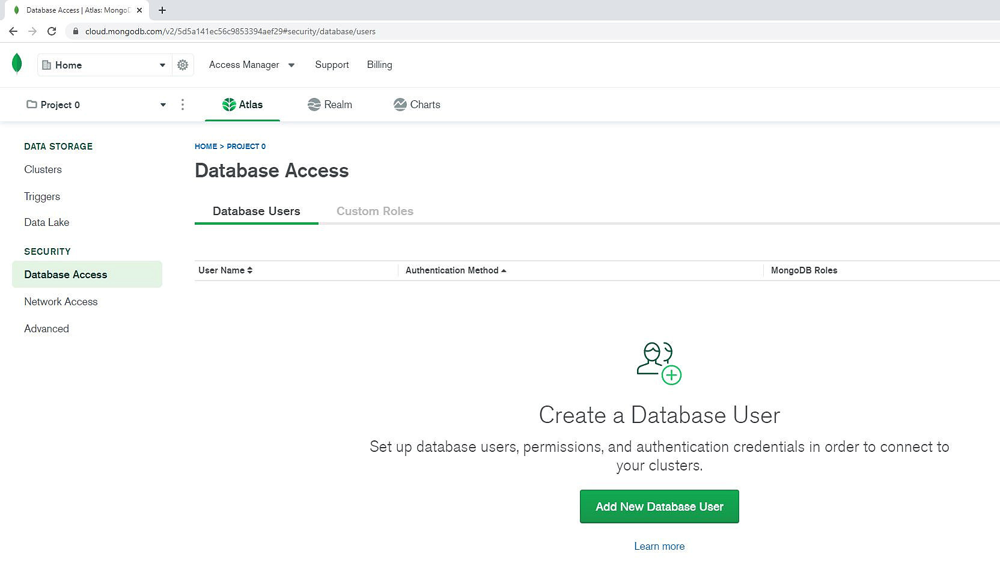 Database Access | Atlas: MongoD
cloud.mongodb.com/v2/5d5a141ec56c9853394aef29#security/database/users
Home
Access Manager
Support
Billing
Project 0
Atlas
Realm
Charts
DATA STORAGE
Clusters
Triggers
Data Lake
SECURITY
Database Access
Network Access
Advanced
HOME > PROJECT 0
Database Access
Database Users
Custom Roles
User Name
Authentication Method
MongoDB Roles
Create a Database User
Set up database users, permissions, and authentication credentials in order to connect to
your clusters.
Add New Database User
Learn more